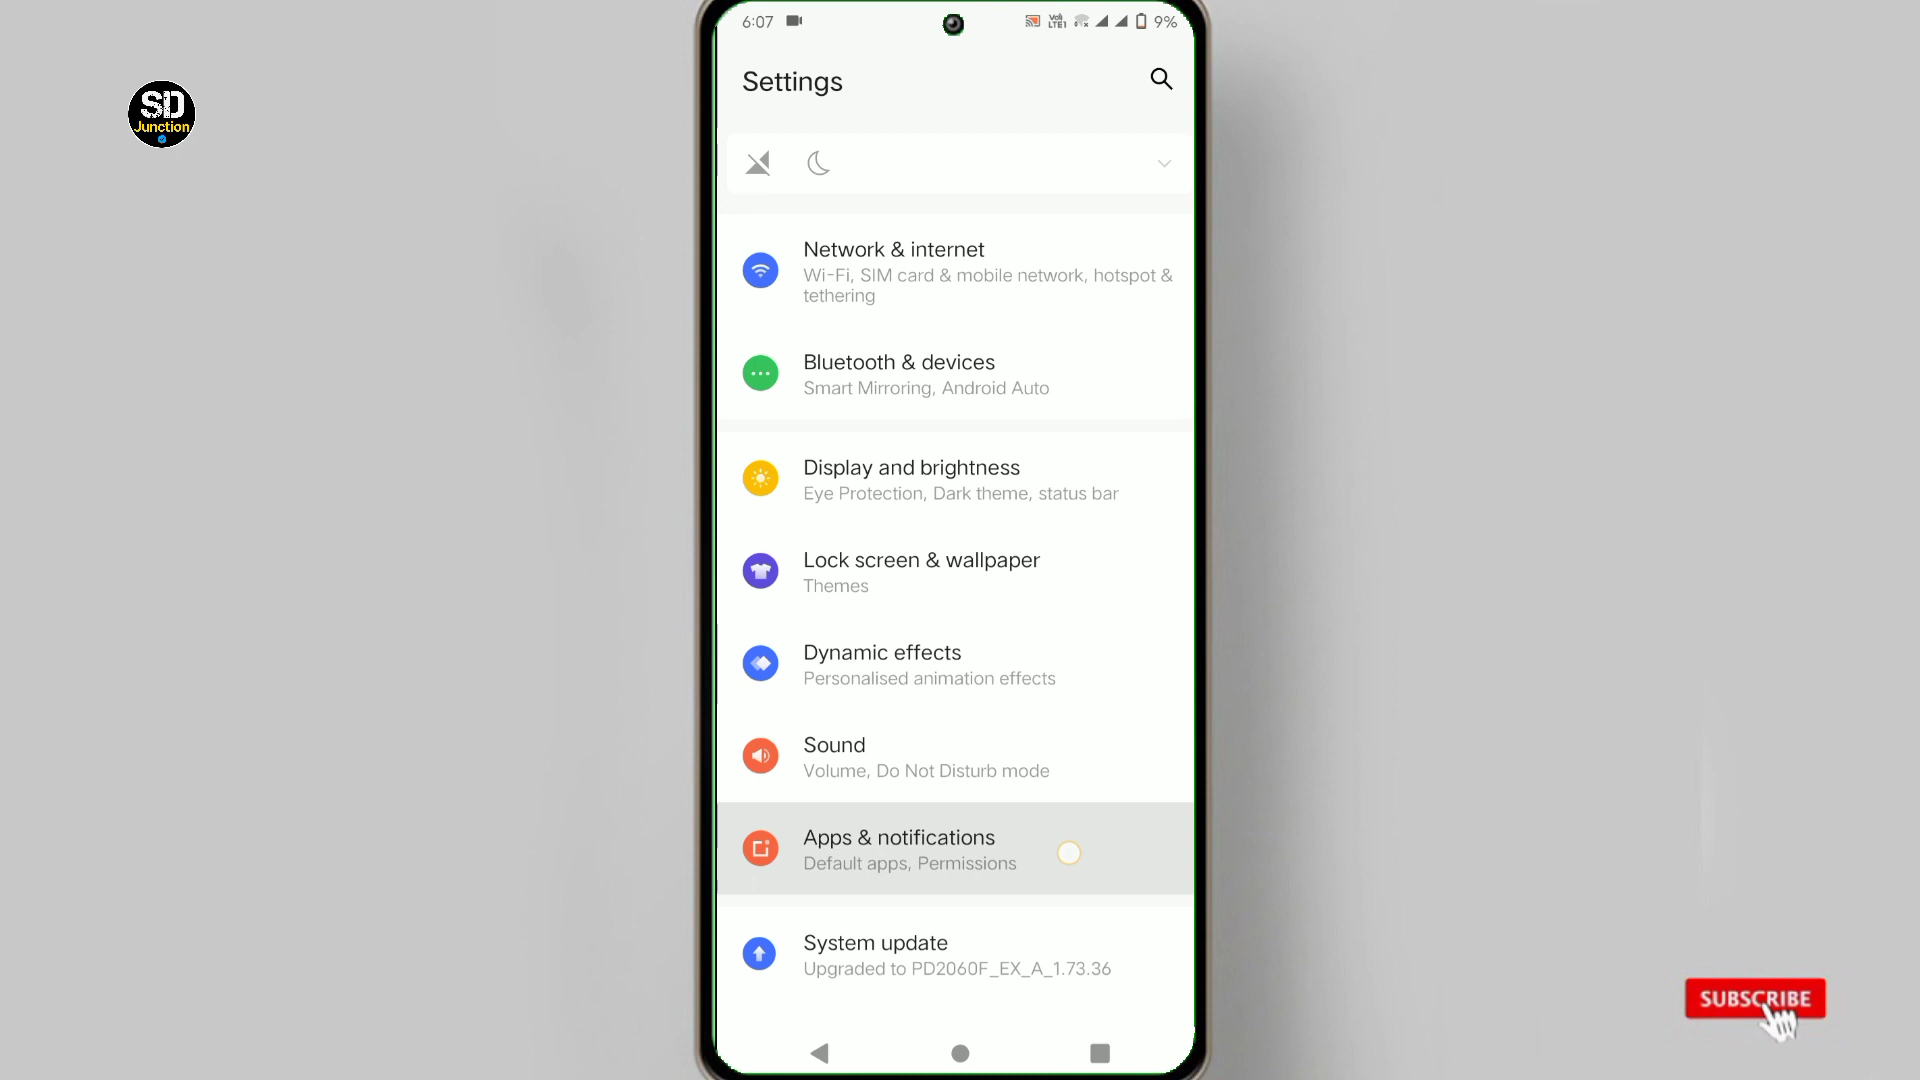 6:07
Vo)) LTE1
9%
Settings
SD
Junction
Network & internet
Wi-Fi, SIM card & mobile network, hotspot &
tethering
Bluetooth & devices
Smart Mirroring, Android Auto
Display and brightness
Eye Protection, Dark theme, status bar
Lock screen & wallpaper
Themes
Dynamic effects
Personalised animation effects
Sound
Volume, Do Not Disturb mode
Apps & notifications
Default apps, Permissions
System update
Upgraded to PD2060F_EX_A_1.73.36
SUBSCRIBE